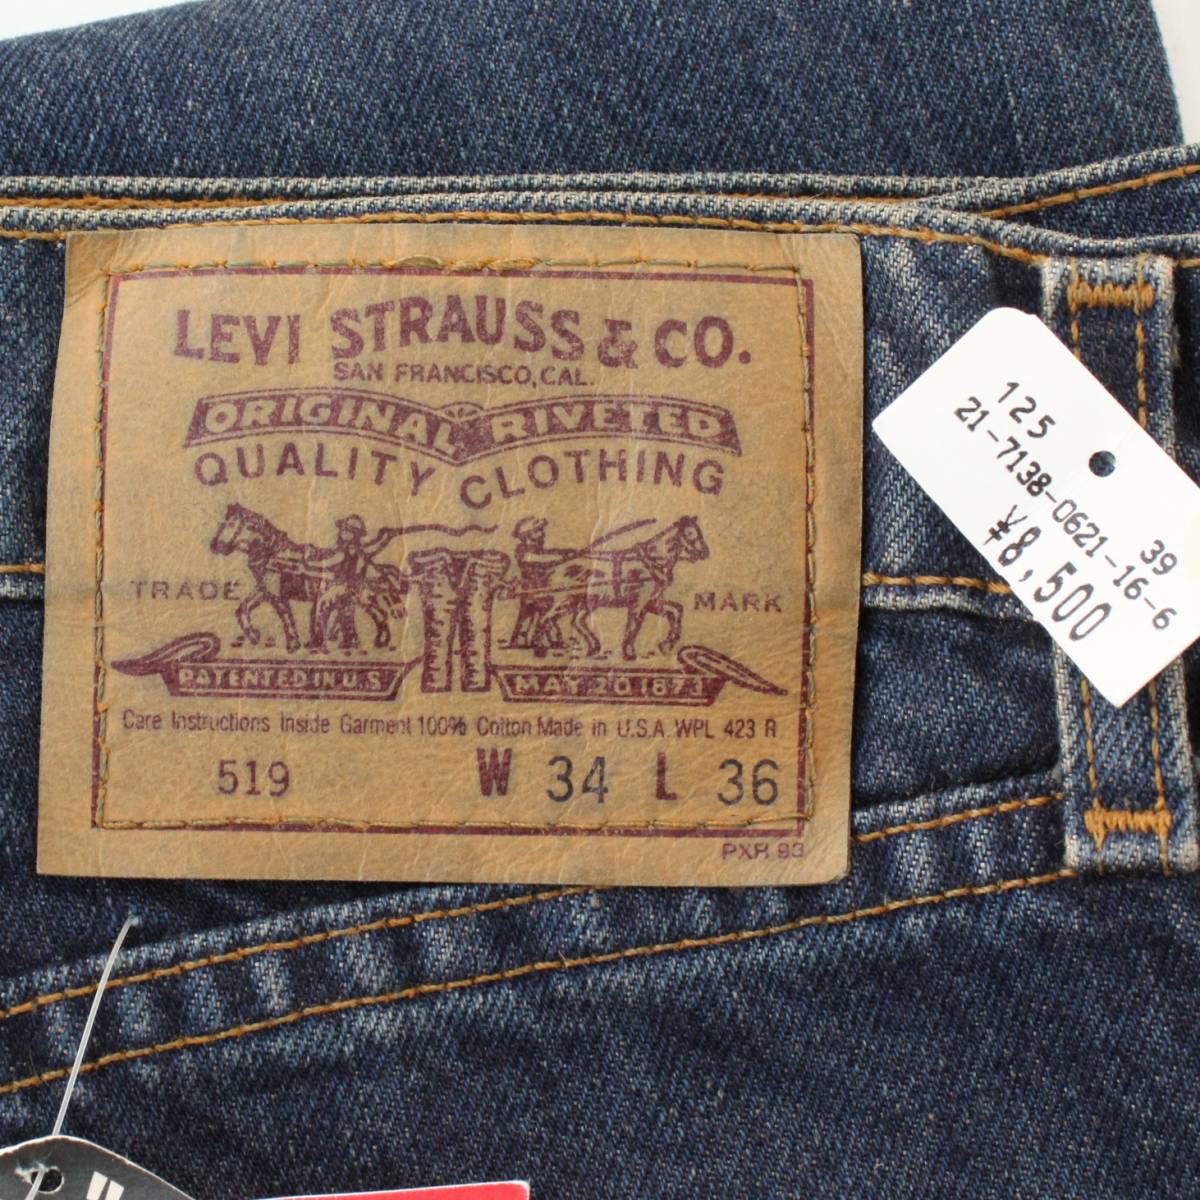 LEVI STRAUSS & CO.
SAN FRANCISCO, CAL.
ORIGINAL RIVETED
QUALITY CLOTHING
TRADE MARK
PATENTED IN U.S. MAY 20 1873
Care Instructions Inside Garment 100% Cotton Made in U.S.A WPL 423 R
519 W 34 L 36
PXR 93
125 39
21-7138-0621-16-6
¥8,500